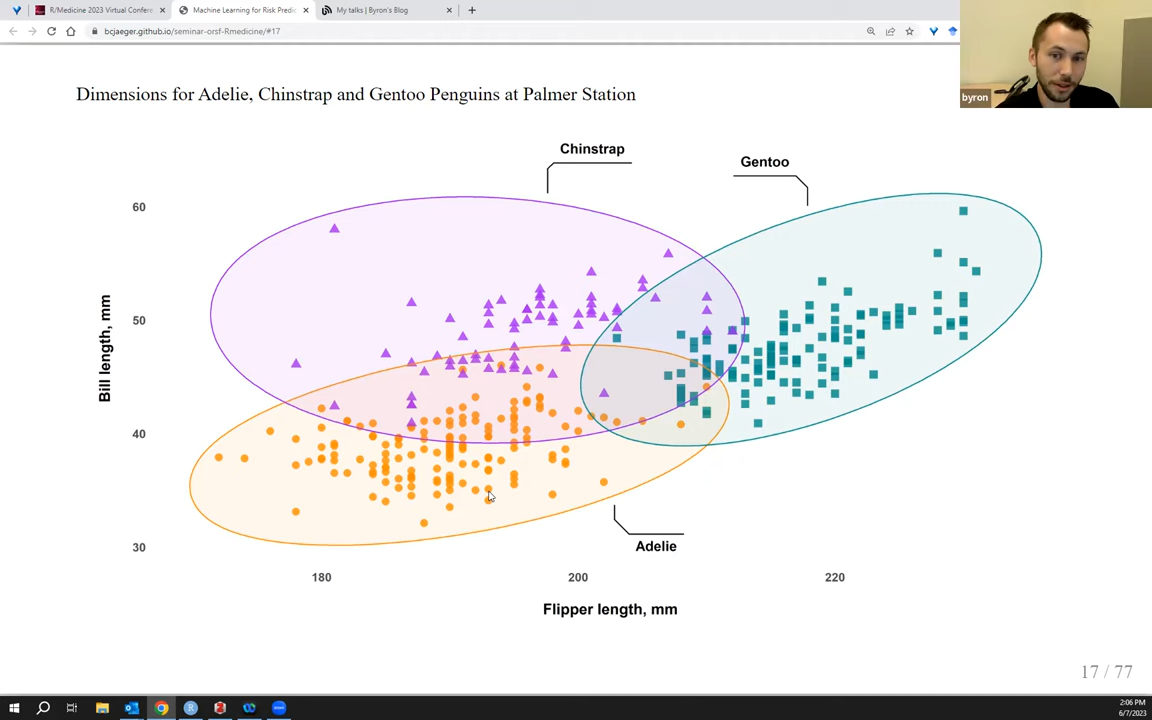 R/Medicine 2023 Virtual Confere
Machine Learning for Risk Predic
My talks | Byron's Blog
bcjaeger.github.io/seminar-orsf-Rmedicine/#17
byron
Dimensions for Adelie, Chinstrap and Gentoo Penguins at Palmer Station
Chinstrap
Gentoo
60
50
40
30
Bill length, mm
Adelie
180
200
220
Flipper length, mm
17 / 77
2:06 PM
6/7/2023